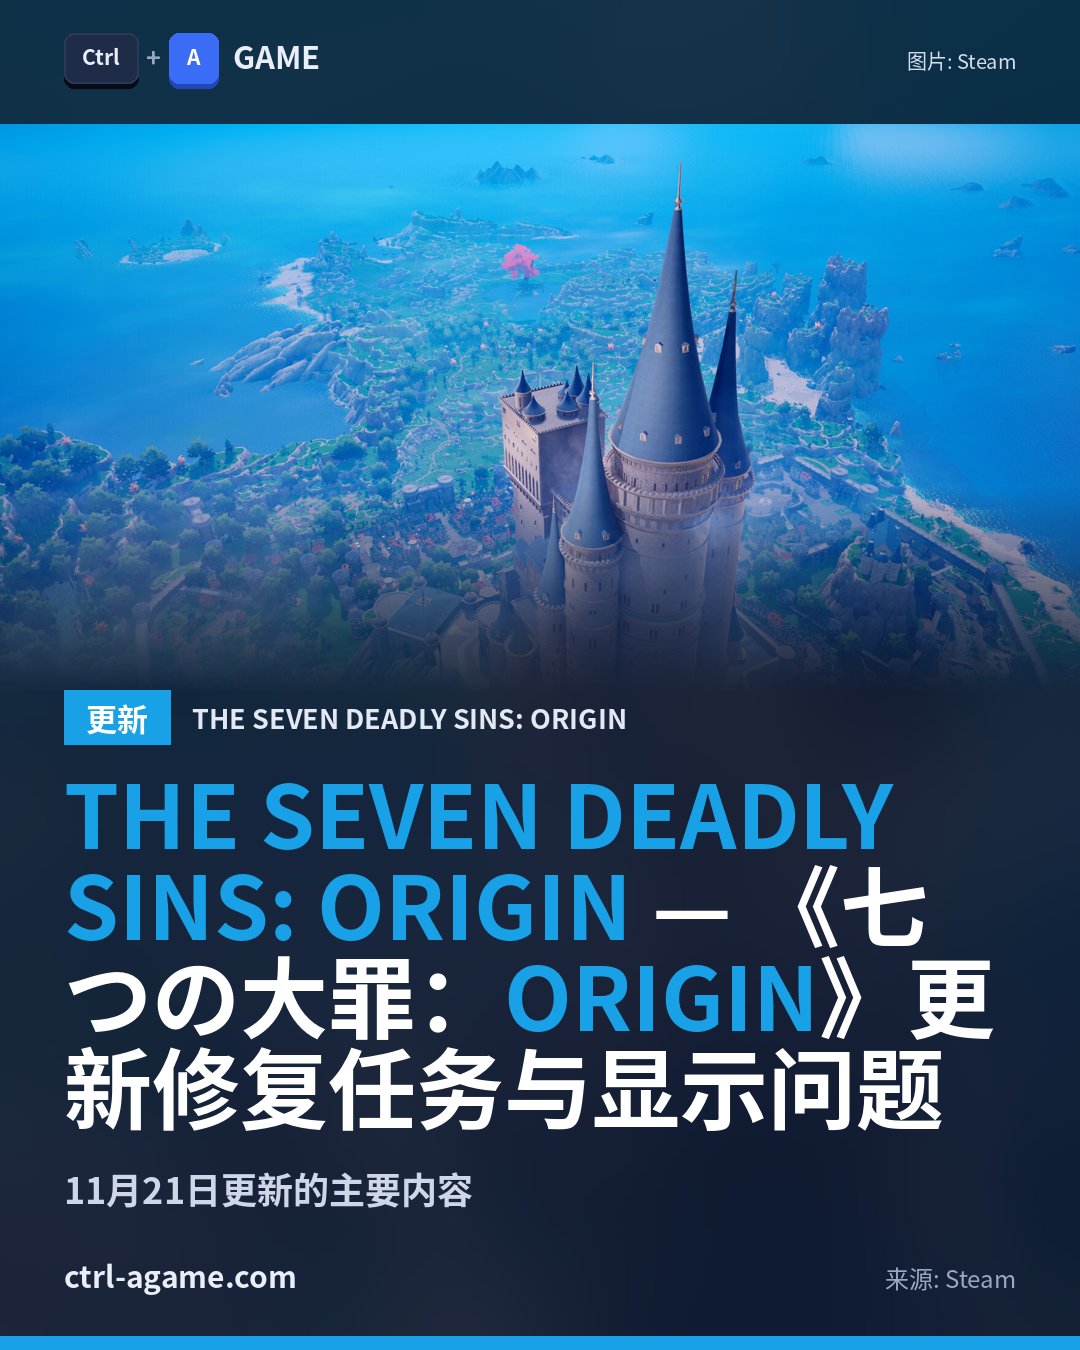 Ctrl + A GAME
图片: Steam
更新 THE SEVEN DEADLY SINS: ORIGIN
THE SEVEN DEADLY
SINS: ORIGIN — 《七
つの大罪：ORIGIN》更
新修复任务与显示问题
11月21日更新的主要内容
ctrl-agame.com
来源: Steam